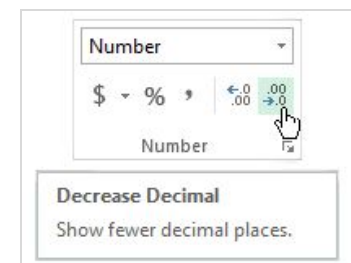 Number
$ % , ←.0 .00
.00 →.0
Number
Decrease Decimal
Show fewer decimal places.